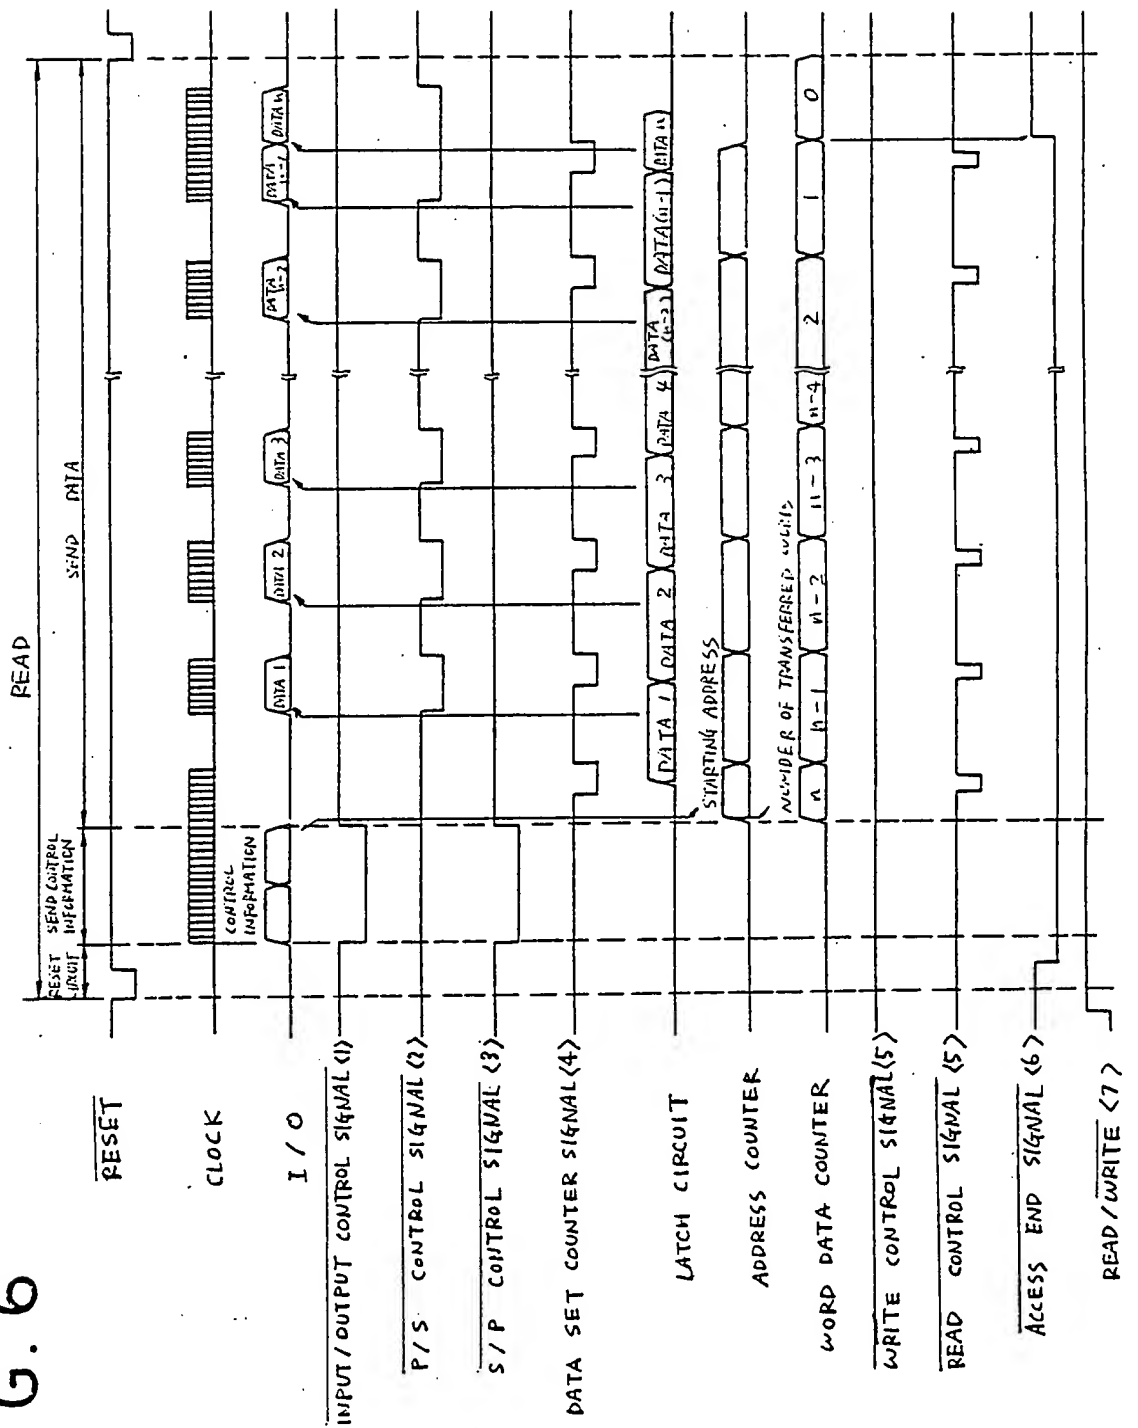 G. 6
READ
RESET CIRCUIT
SEND CONTROL INFORMATION
SEND DATA
RESET
CLOCK
I / O
CONTROL INFORMATION
DATA 1
DATA 2
DATA 3
DATA n-2
DATA n-1
DATA n
INPUT / OUTPUT CONTROL SIGNAL <1>
P / S CONTROL SIGNAL <2>
S / P CONTROL SIGNAL <3>
DATA SET COUNTER SIGNAL <4>
LATCH CIRCUIT
DATA 1
DATA 2
DATA 3
DATA 4
DATA (n-2)
DATA (n-1)
DATA n
STARTING ADDRESS
ADDRESS COUNTER
NUMBER OF TRANSFERRED
WORD DATA COUNTER
n
n-1
n-2
n-3
n-4
2
1
0
WRITE CONTROL SIGNAL <5>
READ CONTROL SIGNAL <5>
ACCESS END SIGNAL <6>
READ / WRITE <7>